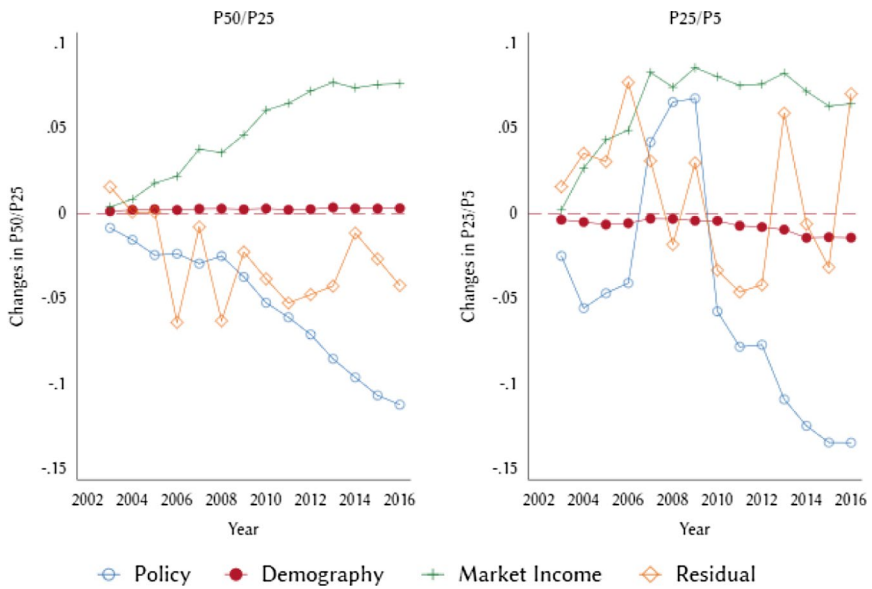 P50/P25
Changes in P50/P25
.1
.05
0
-.05
-.1
-.15
2002 2004 2006 2008 2010 2012 2014 2016
Year
P25/P5
Changes in P25/P5
.1
.05
0
-.05
-.1
-.15
2002 2004 2006 2008 2010 2012 2014 2016
Year
Policy Demography Market Income Residual